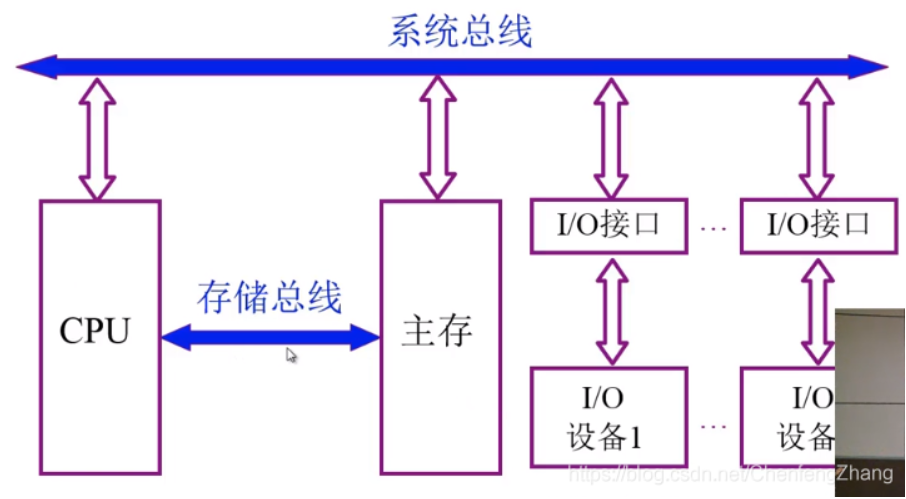 系统总线
I/O接口 … I/O接口
存储总线
CPU
主存
I/O
设备1
…
I/O
设备
https://blog.csdn.net/ChenfengZhang